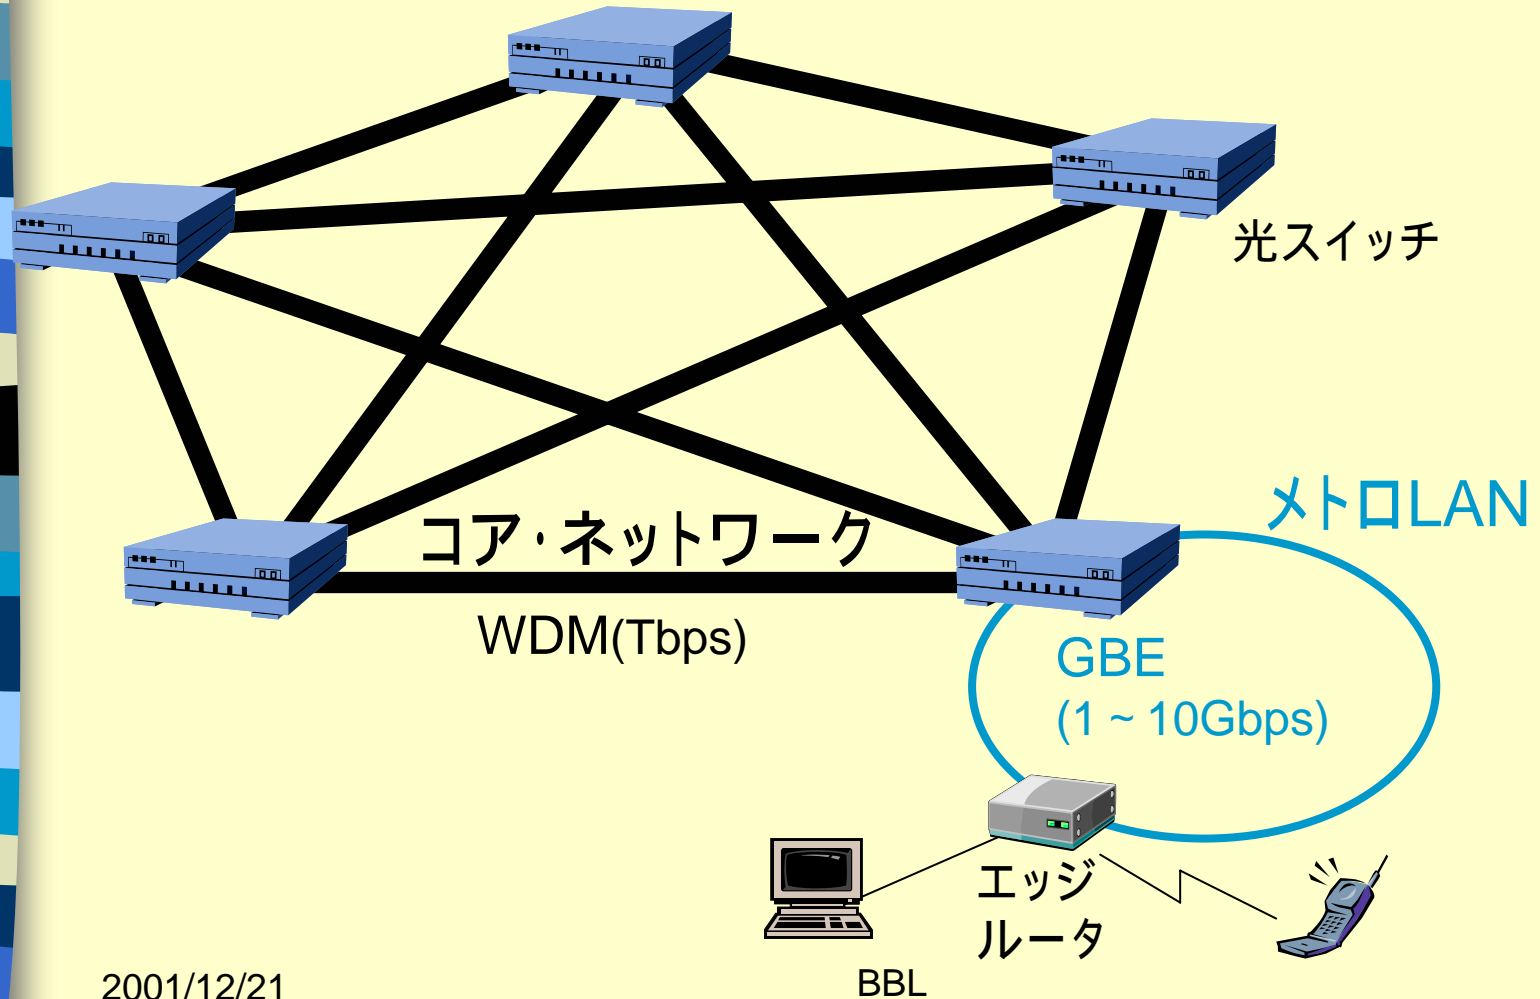 光スイッチ
メトロLAN
コア・ネットワーク
WDM(Tbps)
GBE
(1 ~ 10Gbps)
エッジ
ルータ
2001/12/21
BBL